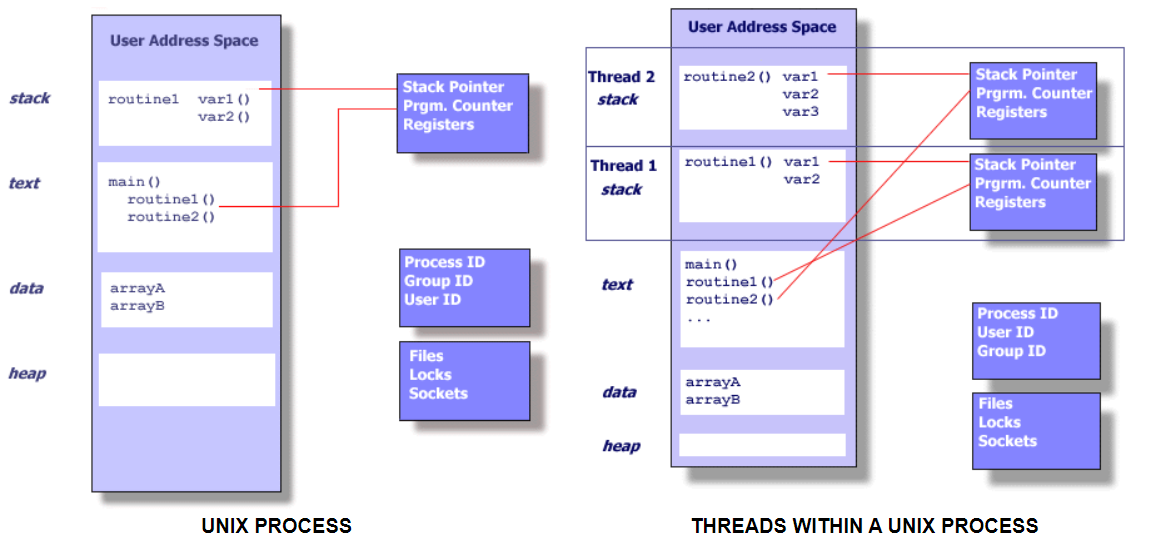 User Address Space
stack
routine1 var1()
var2()
Stack Pointer
Prgm. Counter
Registers
text
main()
routine1()
routine2()
Process ID
Group ID
User ID
data
arrayA
arrayB
Files
Locks
Sockets
heap
UNIX PROCESS
User Address Space
Thread 2
stack
routine2() var1
var2
var3
Stack Pointer
Prgrm. Counter
Registers
Thread 1
stack
routine1() var1
var2
Stack Pointer
Prgrm. Counter
Registers
text
main()
routine1()
routine2()
...
Process ID
User ID
Group ID
data
arrayA
arrayB
Files
Locks
Sockets
heap
THREADS WITHIN A UNIX PROCESS